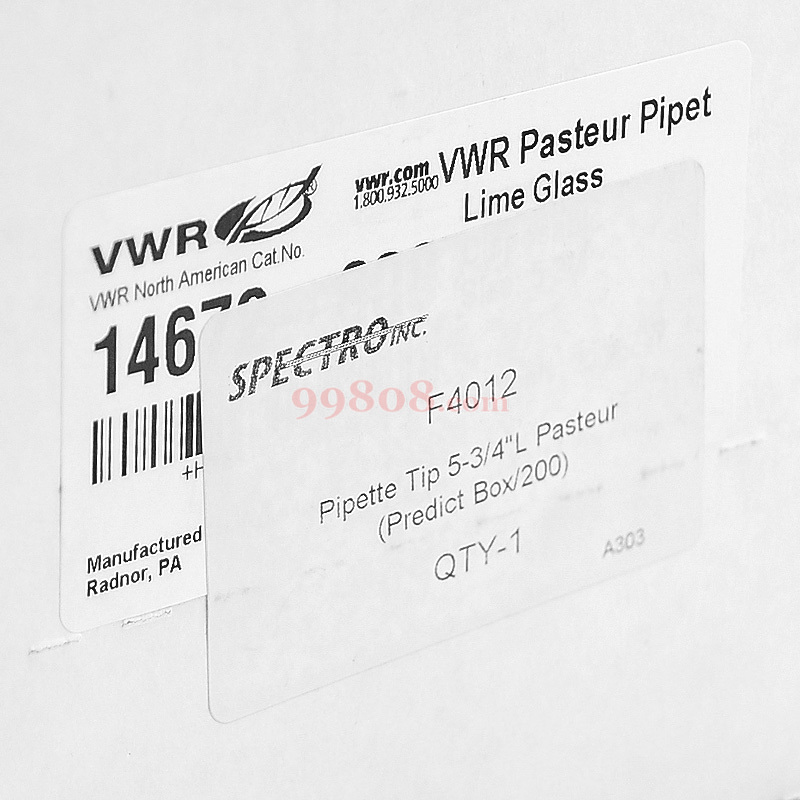 VWR
vwr.com
1.800.932.5000
VWR Pasteur Pipet
Lime Glass
VWR North American Cat.No.
1467
SPECTRO INC.
99808.com
F4012
Pipette Tip 5-3/4"L Pasteur
(Predict Box/200)
QTY-1
A303
+H
Manufactured
Radnor, PA